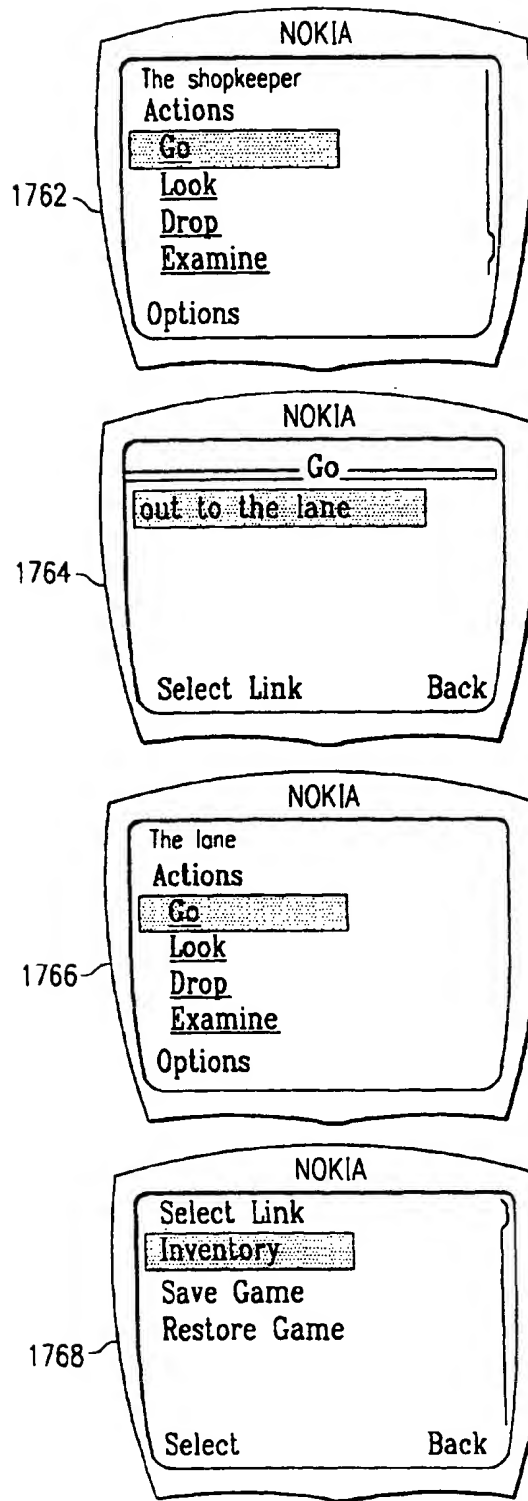 NOKIA
The shopkeeper
Actions
Go
Look
Drop
Examine
Options
1762
NOKIA
Go
out to the lane
Select Link Back
1764
NOKIA
The lane
Actions
Go
Look
Drop
Examine
Options
1766
NOKIA
Select Link
Inventory
Save Game
Restore Game
Select Back
1768